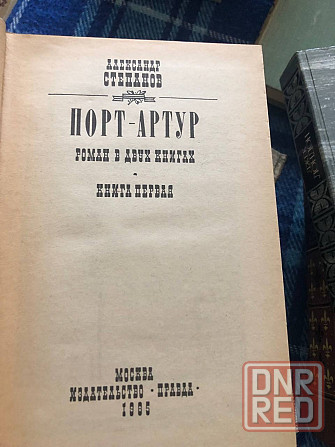 АЛЕКСАНДР
СТЕПАНОВ
ПОРТ-АРТУР
РОМАН В ДВУХ КНИГАХ
КНИГА ПЕРВАЯ
МОСКВА
ИЗДАТЕЛЬСТВО «ПРАВДА»
1985
DNR
RED